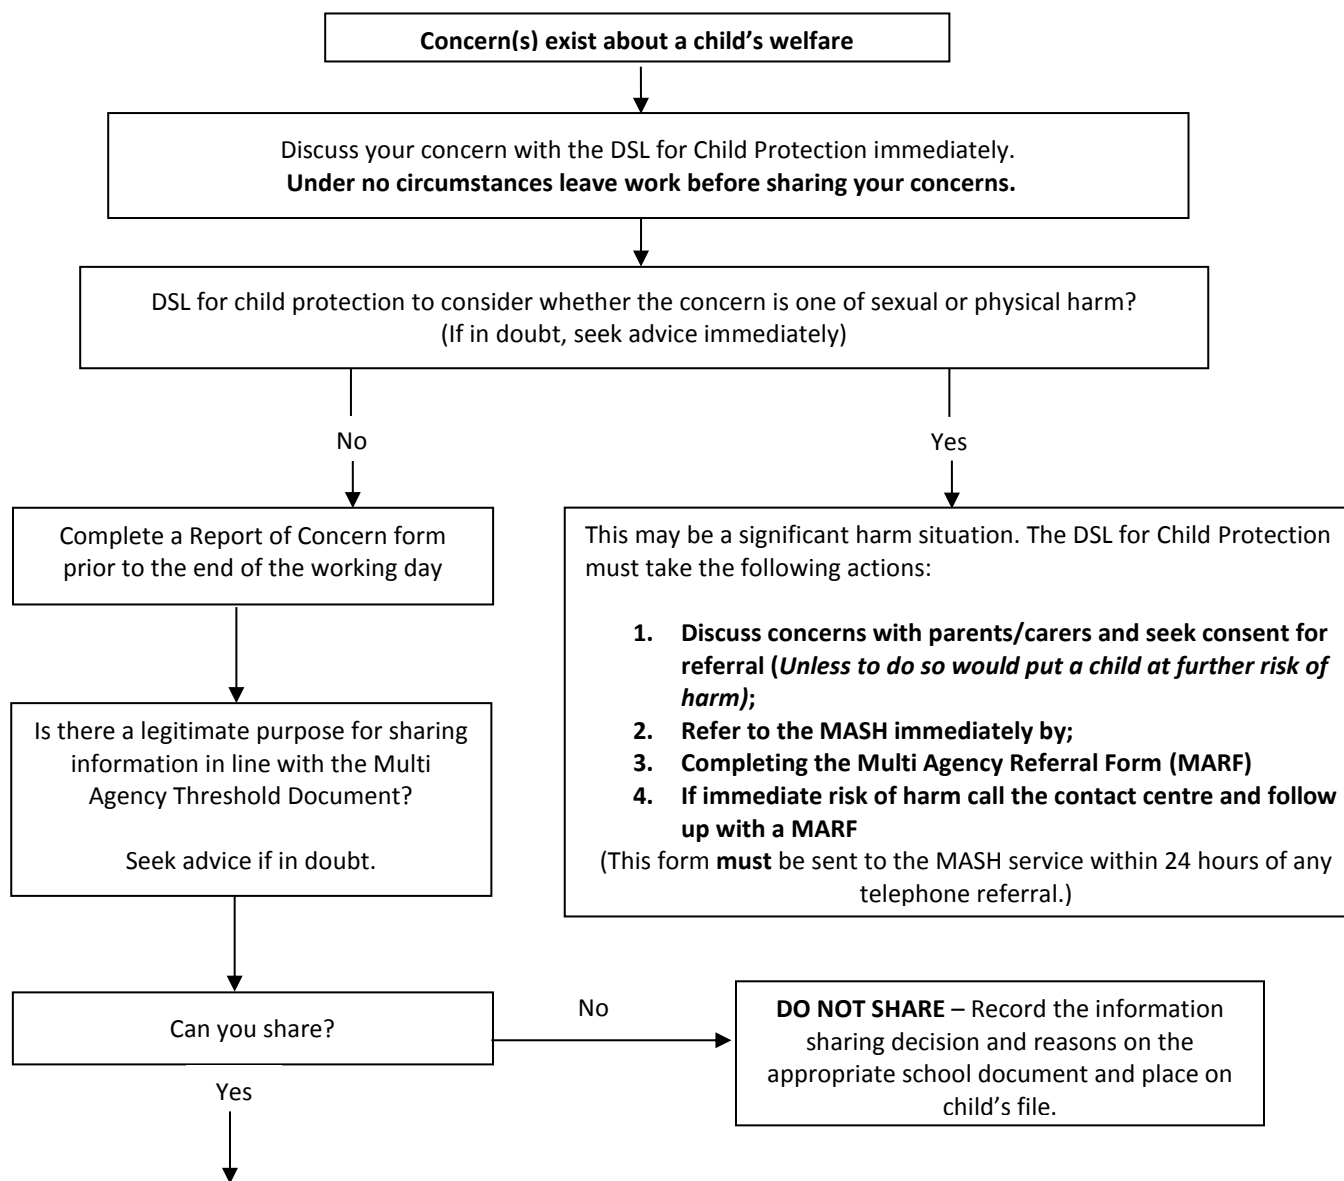 Concern(s) exist about a child's welfare
Discuss your concern with the DSL for Child Protection immediately.
Under no circumstances leave work before sharing your concerns.
DSL for child protection to consider whether the concern is one of sexual or physical harm?
(If in doubt, seek advice immediately)
No
Yes
Complete a Report of Concern form
prior to the end of the working day
This may be a significant harm situation. The DSL for Child Protection
must take the following actions:
1. Discuss concerns with parents/carers and seek consent for
referral (Unless to do so would put a child at further risk of
harm);
2. Refer to the MASH immediately by;
3. Completing the Multi Agency Referral Form (MARF)
4. If immediate risk of harm call the contact centre and follow
up with a MARF
(This form must be sent to the MASH service within 24 hours of any
telephone referral.)
Is there a legitimate purpose for sharing
information in line with the Multi
Agency Threshold Document?
Seek advice if in doubt.
Can you share?
No
DO NOT SHARE – Record the information
sharing decision and reasons on the
appropriate school document and place on
child's file.
Yes